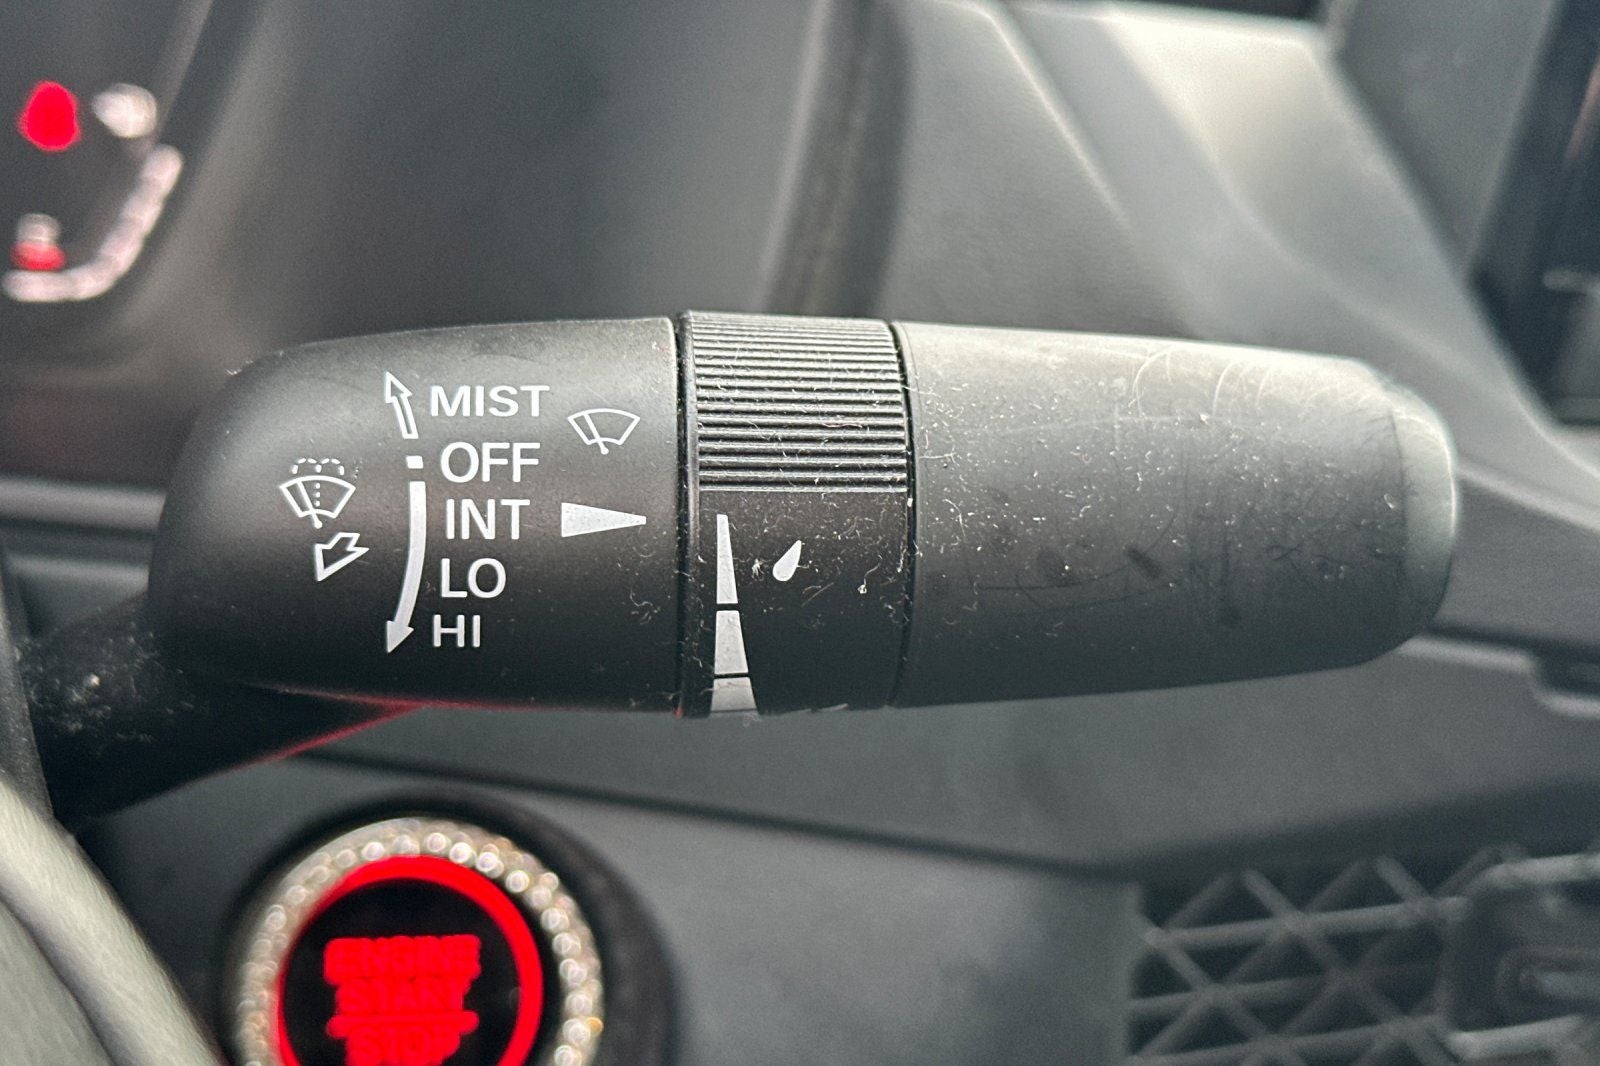 MIST
OFF
INT
LO
HI
ENGINE
START
STOP